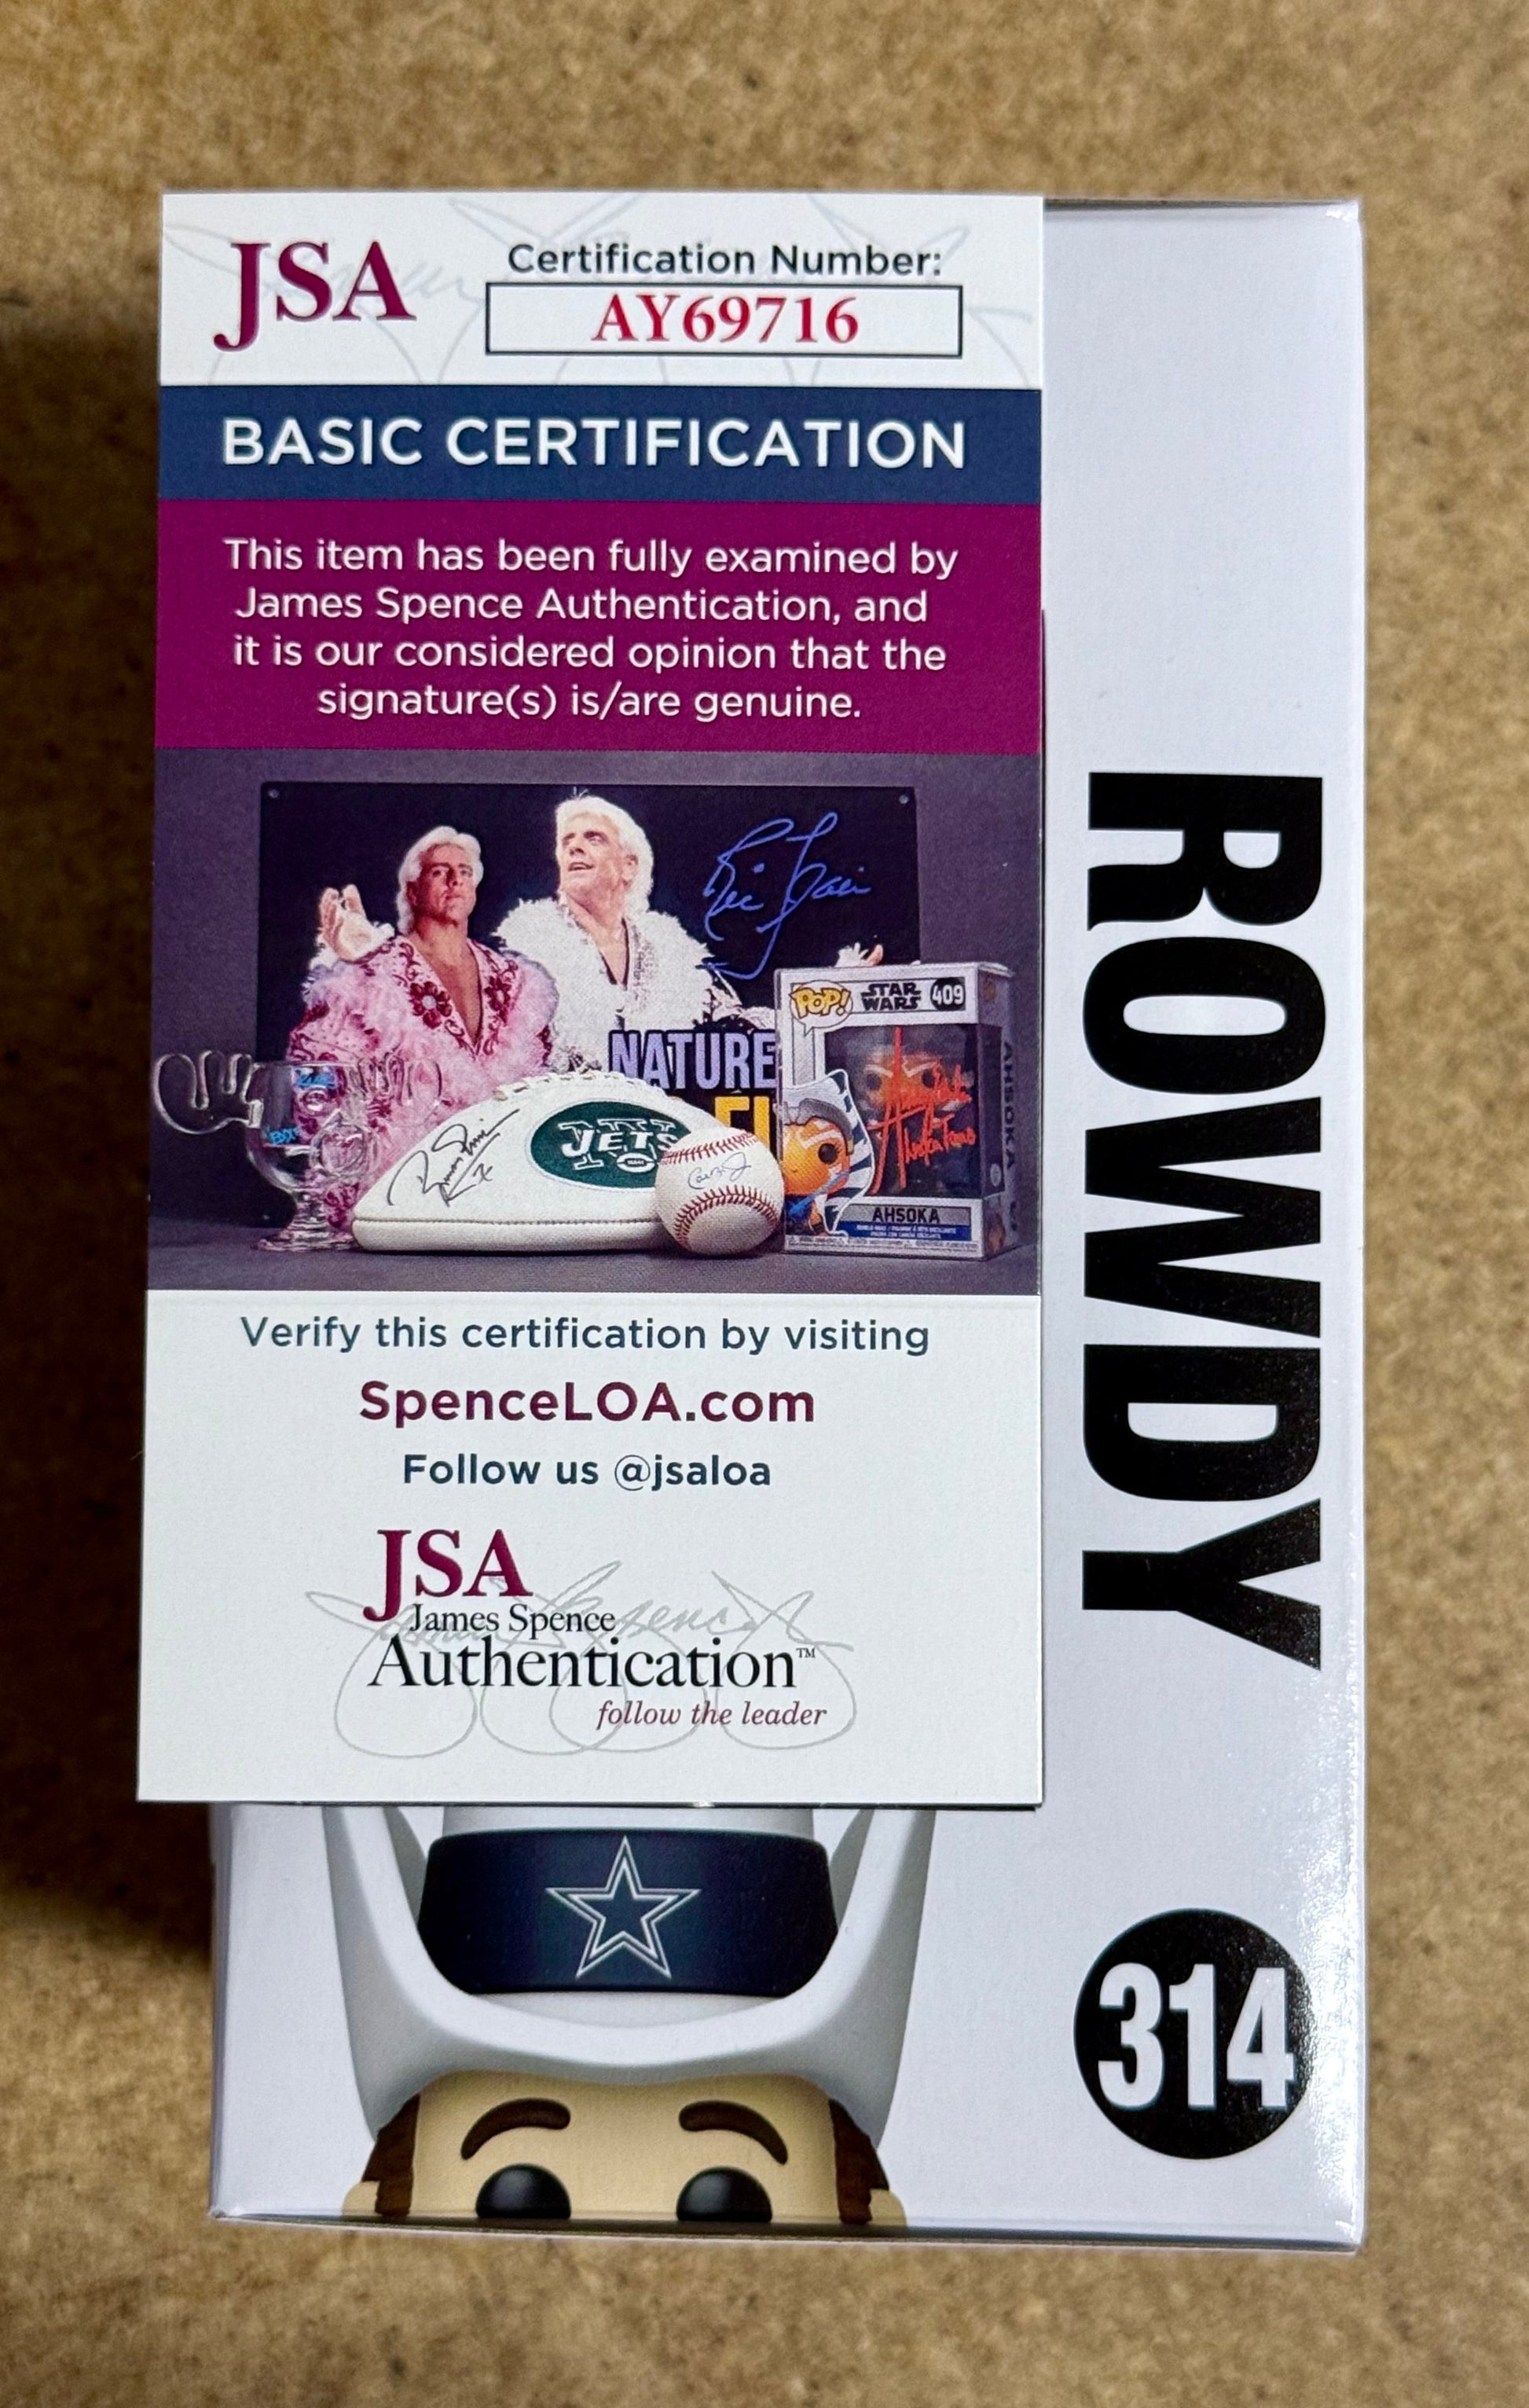 JSA
Certification Number:
AY69716
BASIC CERTIFICATION
This item has been fully examined by
James Spence Authentication, and
it is our considered opinion that the
signature(s) is/are genuine.
NATURE
POP!
STAR
WARS
409
JETS
AHSOKA
AHSOKA
Verify this certification by visiting
SpenceLOA.com
Follow us @jsaloa
JSA
James Spence
Authentication™
follow the leader
ROWDY
314